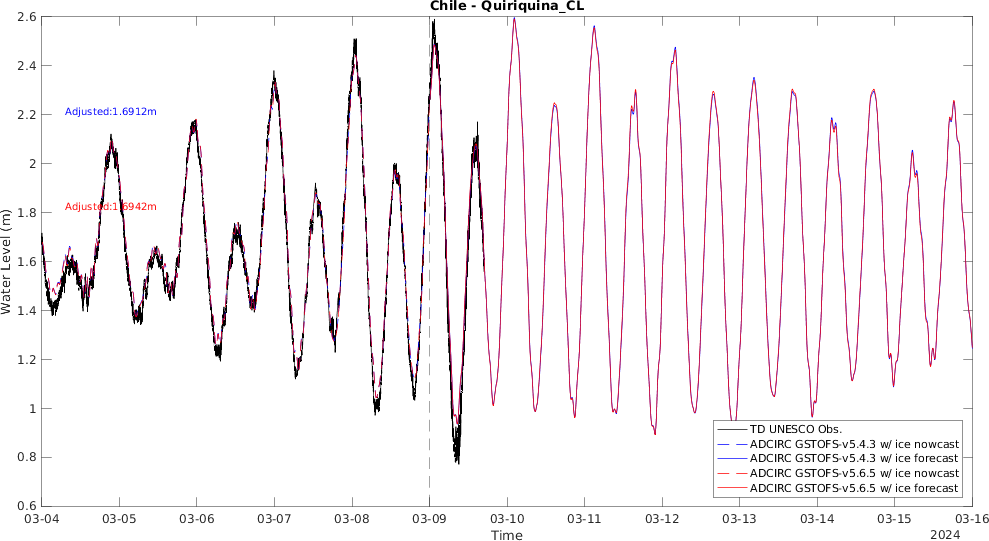 Chile - Quiriquina_CL
2.6
2.4
2.2
2
1.8
1.6
1.4
1.2
1
0.8
0.6
Water Level (m)
Adjusted:1.6912m
Adjusted:1.6942m
TD UNESCO Obs.
ADCIRC GSTOFS-v5.4.3 w/ ice nowcast
ADCIRC GSTOFS-v5.4.3 w/ ice forecast
ADCIRC GSTOFS-v5.6.5 w/ ice nowcast
ADCIRC GSTOFS-v5.6.5 w/ ice forecast
03-04 03-05 03-06 03-07 03-08 03-09 03-10 03-11 03-12 03-13 03-14 03-15 03-16
Time
2024